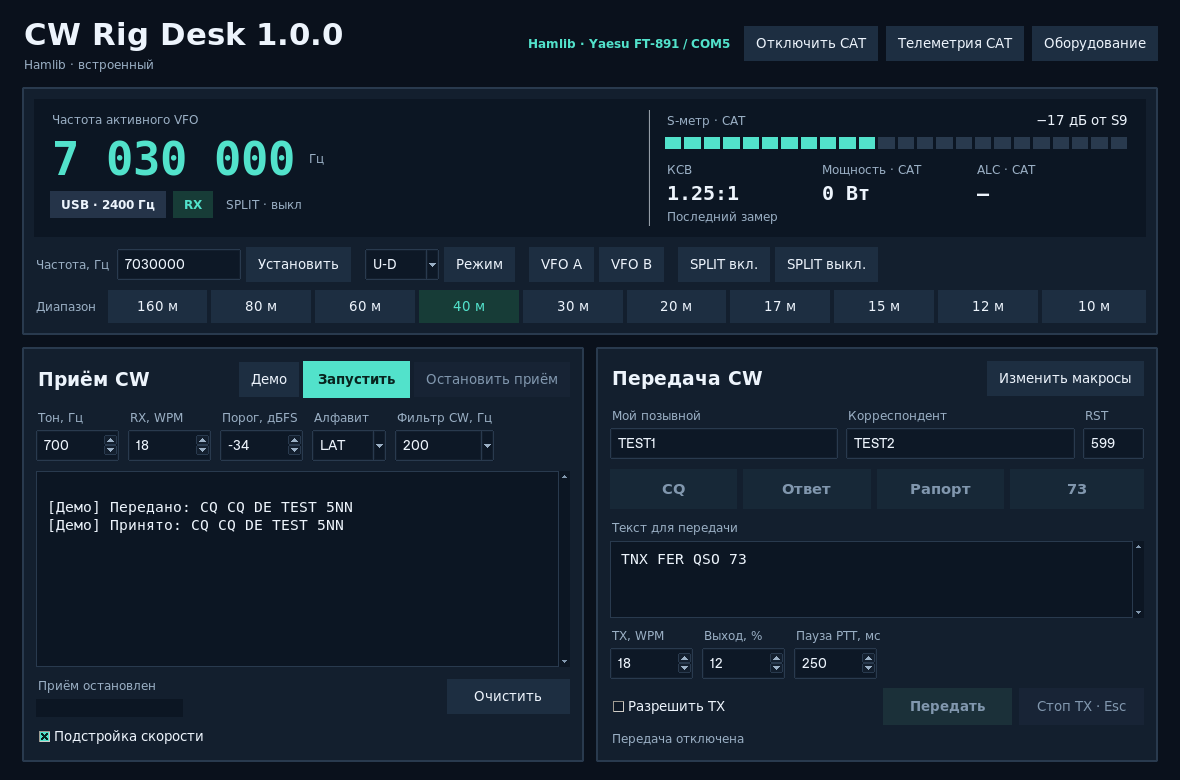 CW Rig Desk 1.0.0
Hamlib · встроенный
Hamlib · Yaesu FT-891 / COM5
Отключить CAT
Телеметрия CAT
Оборудование
Частота активного VFO
7 030 000 Гц
USB · 2400 Гц
RX
SPLIT · выкл
S-метр · CAT
−17 дБ от S9
КСВ
Мощность · CAT
ALC · CAT
1.25:1
0 Вт
—
Последний замер
Частота, Гц
7030000
Установить
U-D
Режим
VFO A
VFO B
SPLIT вкл.
SPLIT выкл.
Диапазон
160 м
80 м
60 м
40 м
30 м
20 м
17 м
15 м
12 м
10 м
Приём CW
Демо
Запустить
Остановить приём
Тон, Гц
RX, WPM
Порог, дБFS
Алфавит
Фильтр CW, Гц
700
18
-34
LAT
200
[Демо] Передано: CQ CQ DE TEST 5NN
[Демо] Принято: CQ CQ DE TEST 5NN
Приём остановлен
Очистить
Подстройка скорости
Передача CW
Изменить макросы
Мой позывной
Корреспондент
RST
TEST1
TEST2
599
CQ
Ответ
Рапорт
73
Текст для передачи
TNX FER QSO 73
TX, WPM
Выход, %
Пауза PTT, мс
18
12
250
Разрешить TX
Передать
Стоп TX · Esc
Передача отключена